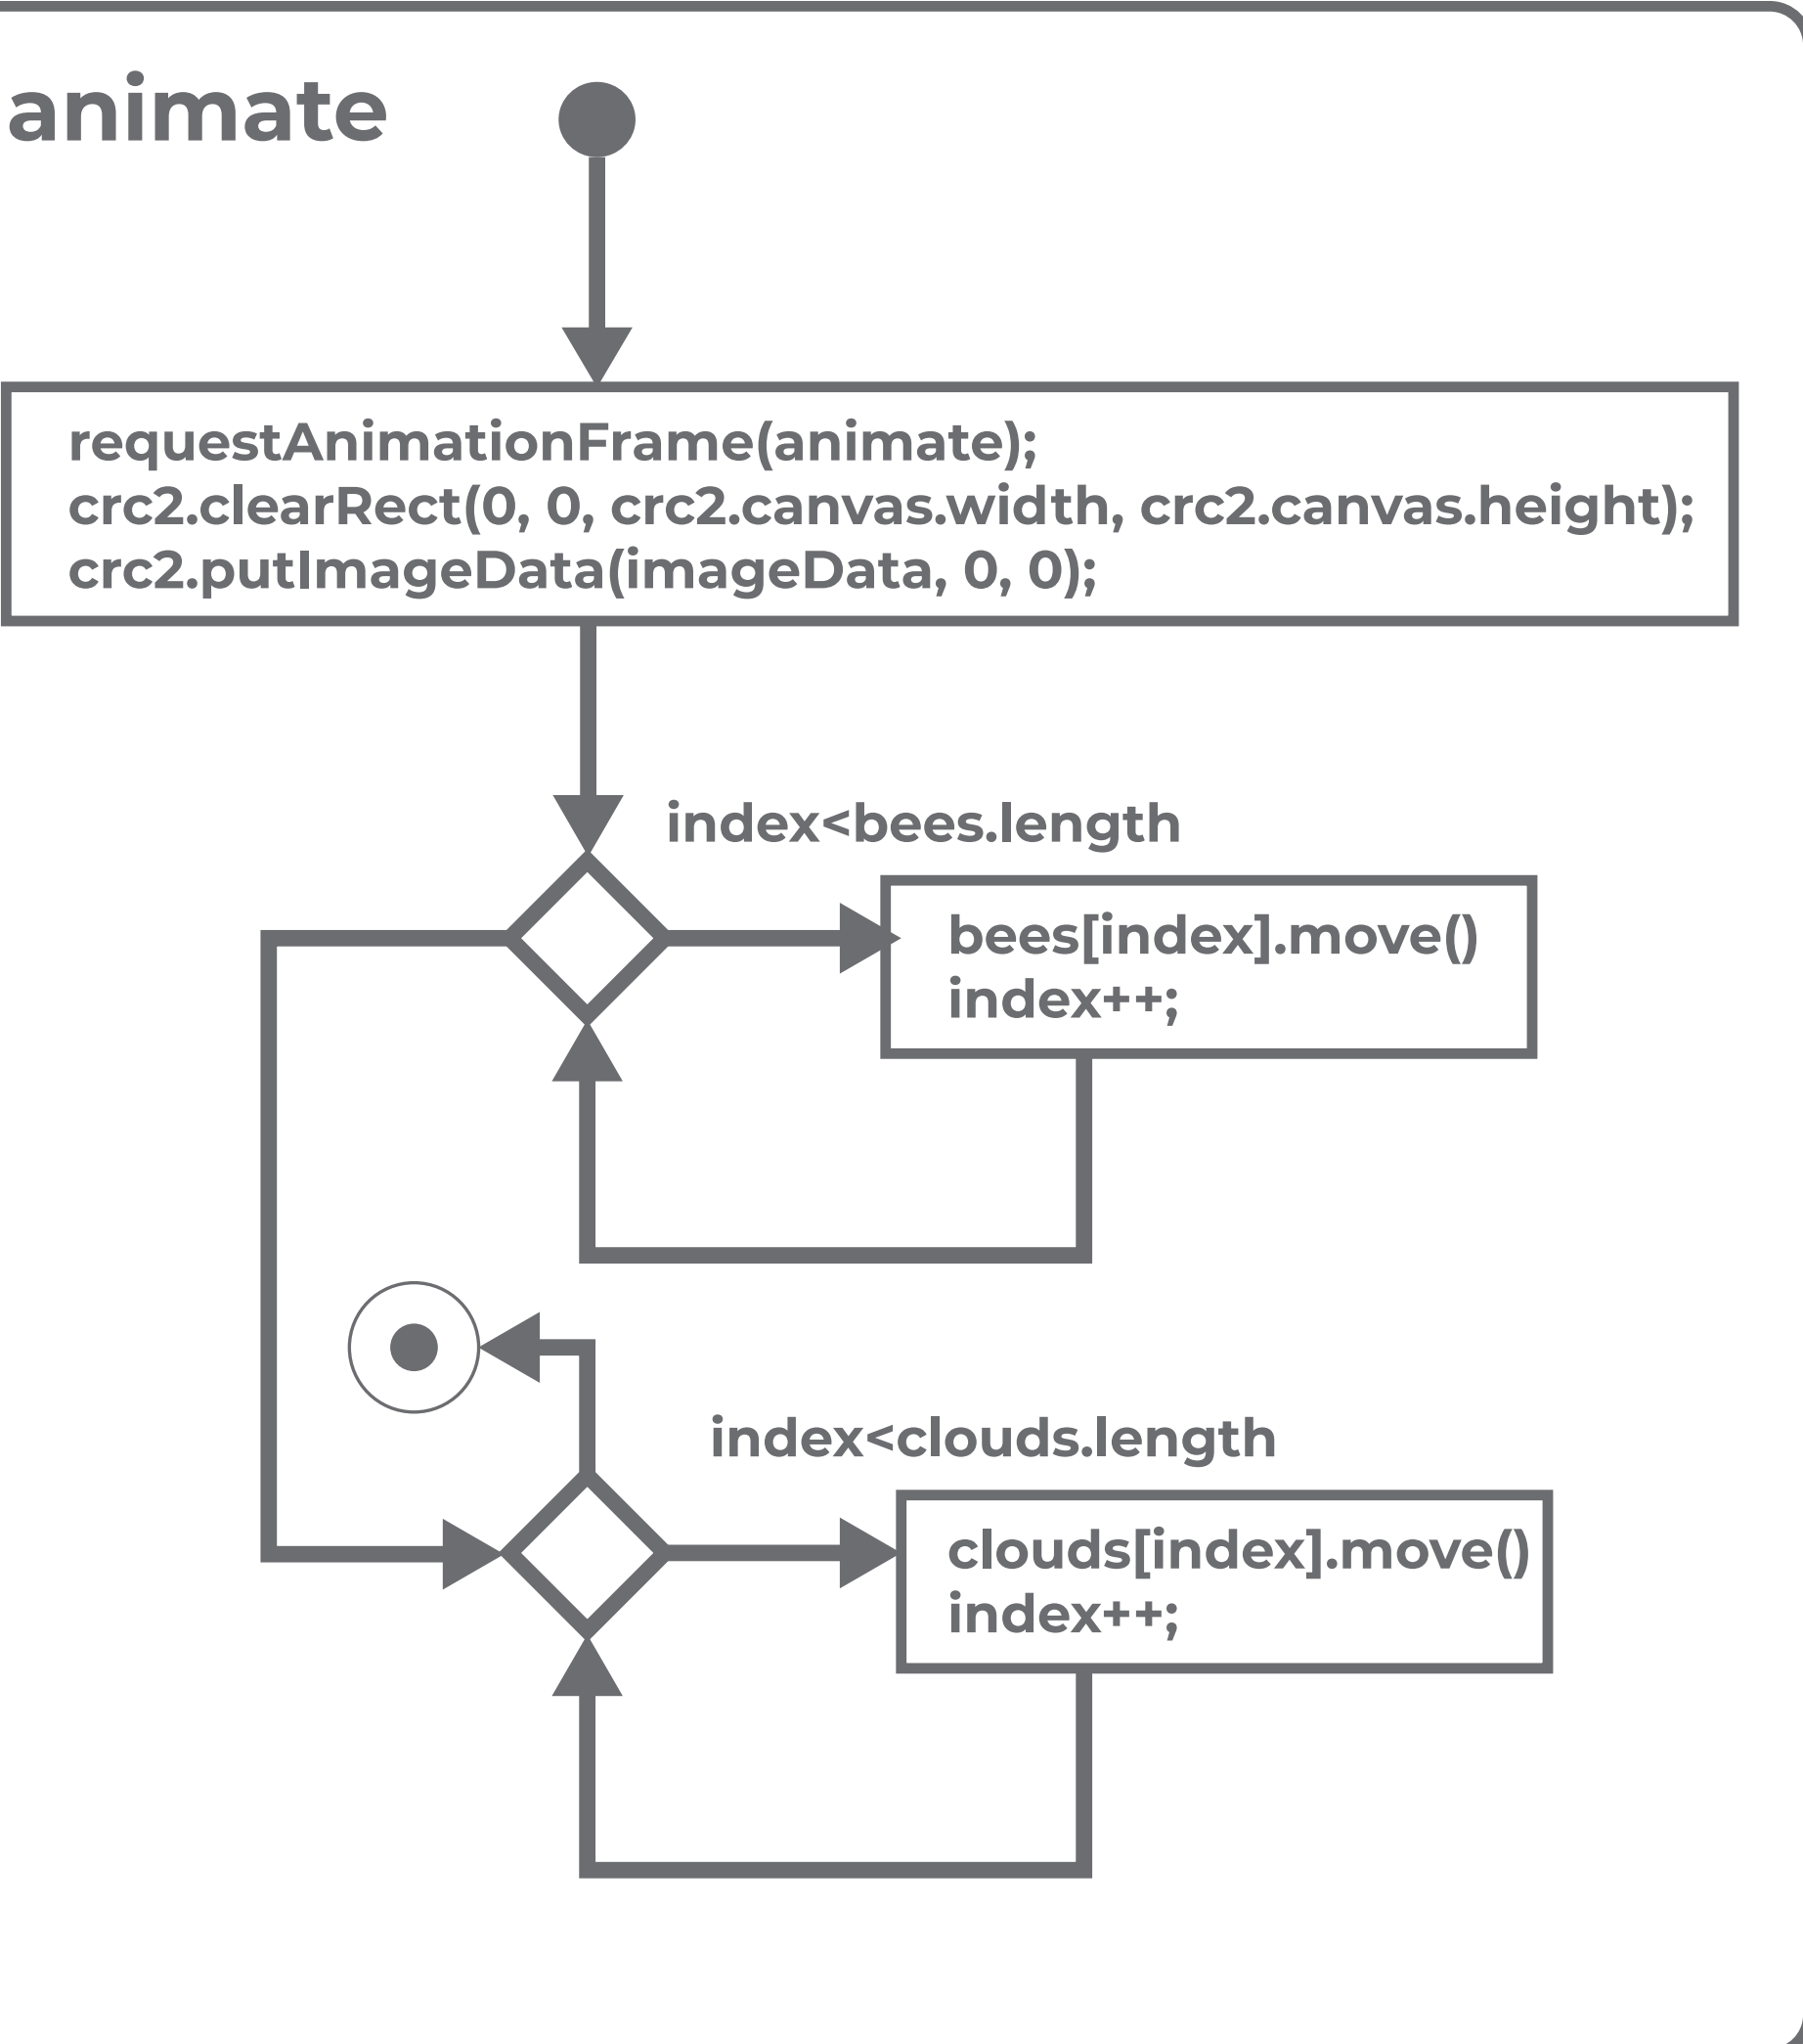 animate
requestAnimationFrame(animate);
crc2.clearRect(0, 0, crc2.canvas.width, crc2.canvas.height);
crc2.putImageData(imageData, 0, 0);
index<bees.length
bees[index].move()
index++;
index<clouds.length
clouds[index].move()
index++;